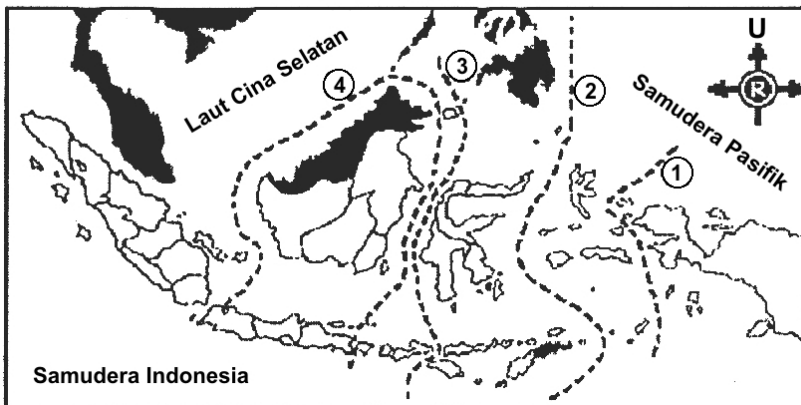 U
R
Laut Cina Selatan
4
3
2
Samudera Pasifik
1
Samudera Indonesia